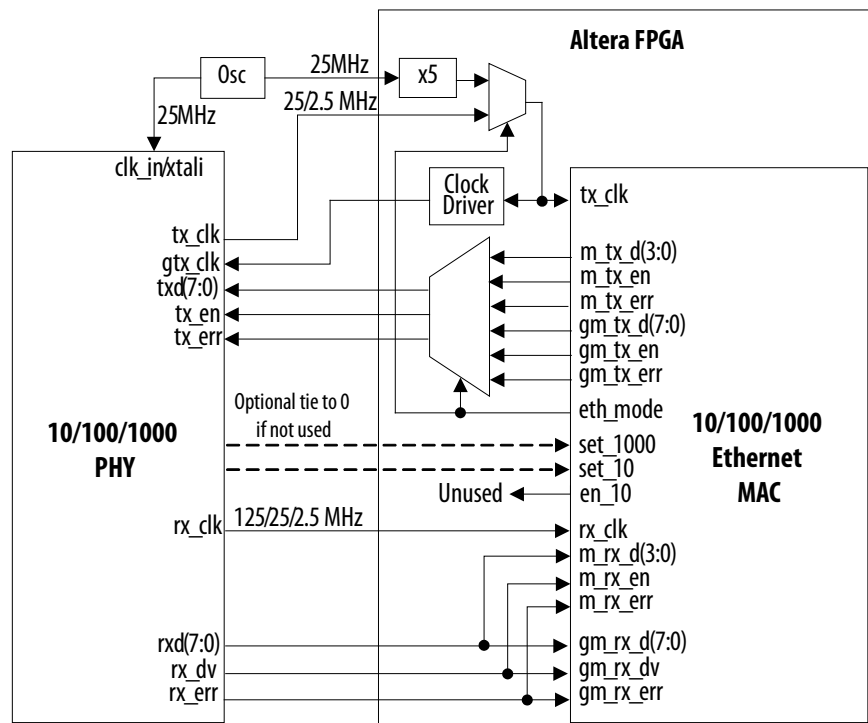 Altera FPGA
Osc
25MHz
x5
25/2.5 MHz
25MHz
clk_in/xtali
Clock
Driver
tx_clk
tx_clk
gtx_clk
txd(7:0)
tx_en
tx_err
m_tx_d(3:0)
m_tx_en
m_tx_err
gm_tx_d(7:0)
gm_tx_en
gm_tx_err
eth_mode
Optional tie to 0
if not used
10/100/1000
PHY
set_1000
set_10
10/100/1000
Ethernet
MAC
Unused
en_10
rx_clk
125/25/2.5 MHz
rx_clk
m_rx_d(3:0)
m_rx_en
m_rx_err
rxd(7:0)
rx_dv
rx_err
gm_rx_d(7:0)
gm_rx_dv
gm_rx_err